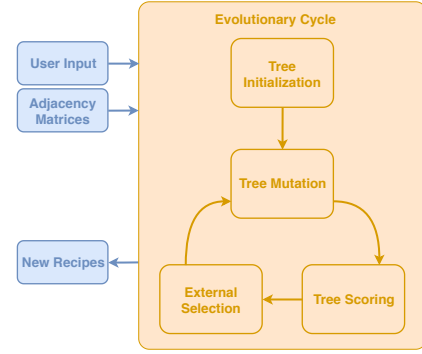 Evolutionary Cycle
User Input
Adjacency
Matrices
New Recipes
Tree
Initialization
Tree Mutation
External
Selection
Tree Scoring